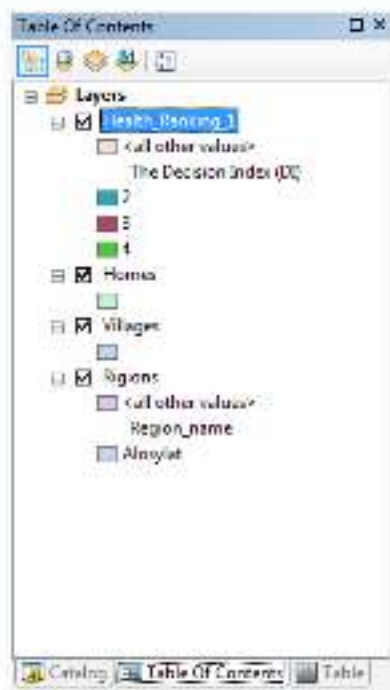 Table Of Contents
Layers
Health_Ranking_1
<all other values>
The Decision Index (DI)
2
3
4
Homes
Villages
Regions
<all other values>
Region_name
Catalog Table Of Contents Table